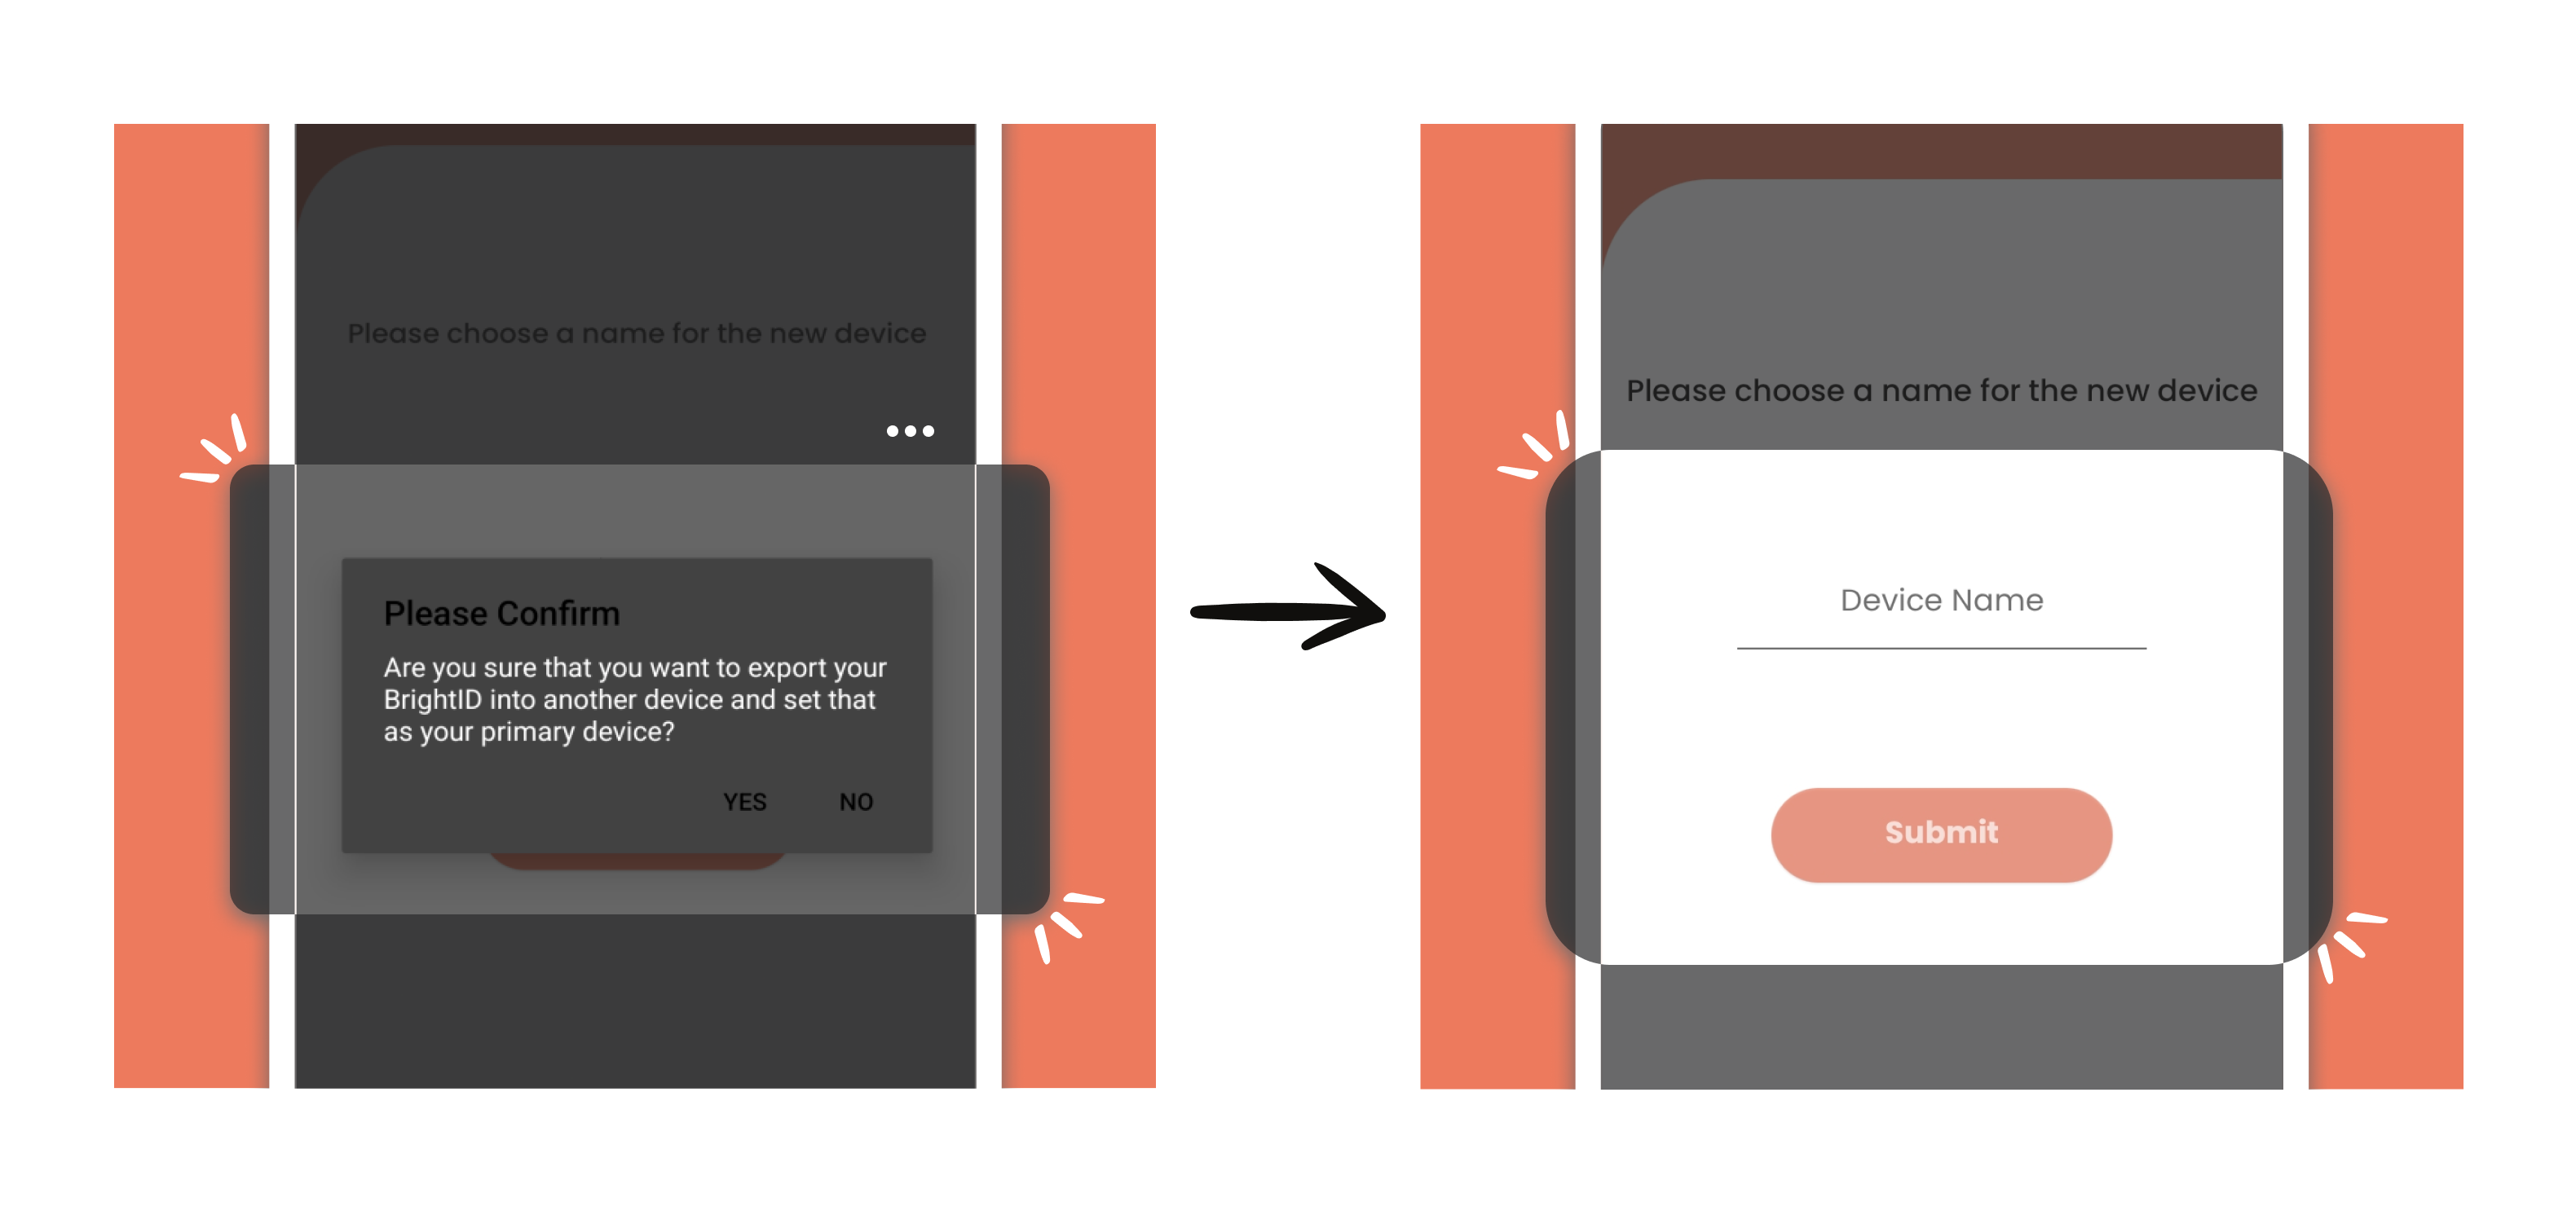 Please choose a name for the new device
Please Confirm
Are you sure that you want to export your
BrightID into another device and set that
as your primary device?
YES NO
Please choose a name for the new device
Device Name
Submit